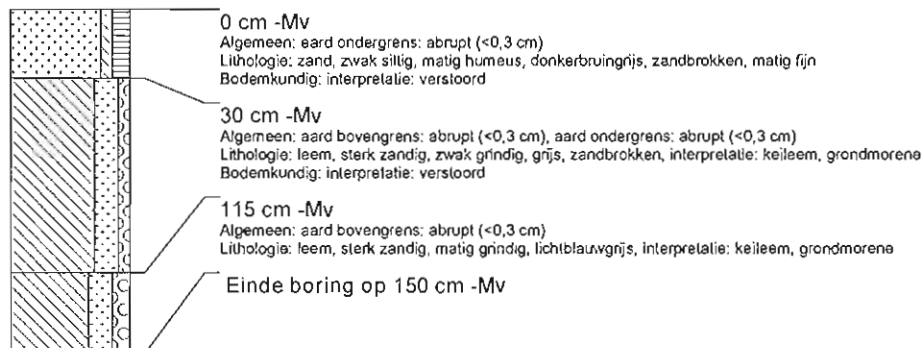 0 cm -Mv
Algemeen: aard ondergrens: abrupt (<0,3 cm)
Lithologie: zand, zwak siltig, matig humeus, donkerbruingrijs, zandbrokken, matig fijn
Bodemkundig: interpretatie: verstoord
30 cm -Mv
Algemeen: aard bovengrens: abrupt (<0,3 cm), aard ondergrens: abrupt (<0,3 cm)
Lithologie: leem, sterk zandig, zwak grindig, grijs, zandbrokken, interpretatie: keileem, grondmorene
Bodemkundig: interpretatie: verstoord
115 cm -Mv
Algemeen: aard bovengrens: abrupt (<0,3 cm)
Lithologie: leem, sterk zandig, matig grindig, lichtblauwgrijs, interpretatie: keileem, grondmorene
Einde boring op 150 cm -Mv